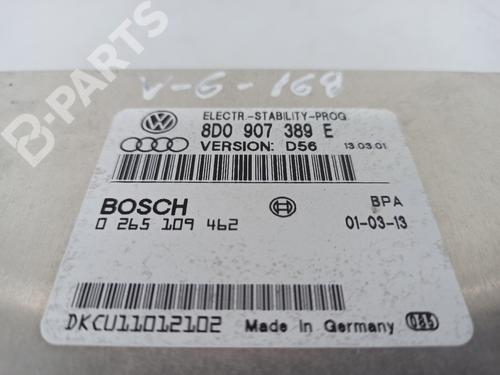 B-PARTS
V-6-168
ELECTR.-STABILITY-PROG.
8D0 907 389 E
VERSION: D56 13.03.01
BOSCH BPA
0 265 109 462 01-03-13
DKCU11012102 Made in Germany